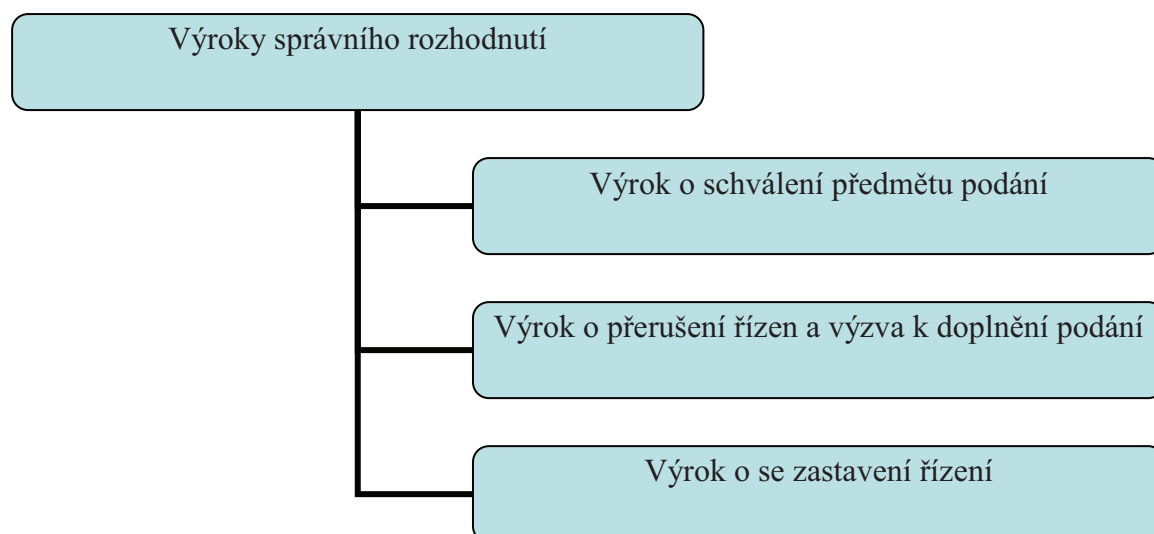 Výroky správního rozhodnutí
Výrok o schválení předmětu podání
Výrok o přerušení řízen a výzva k doplnění podání
Výrok o se zastavení řízení